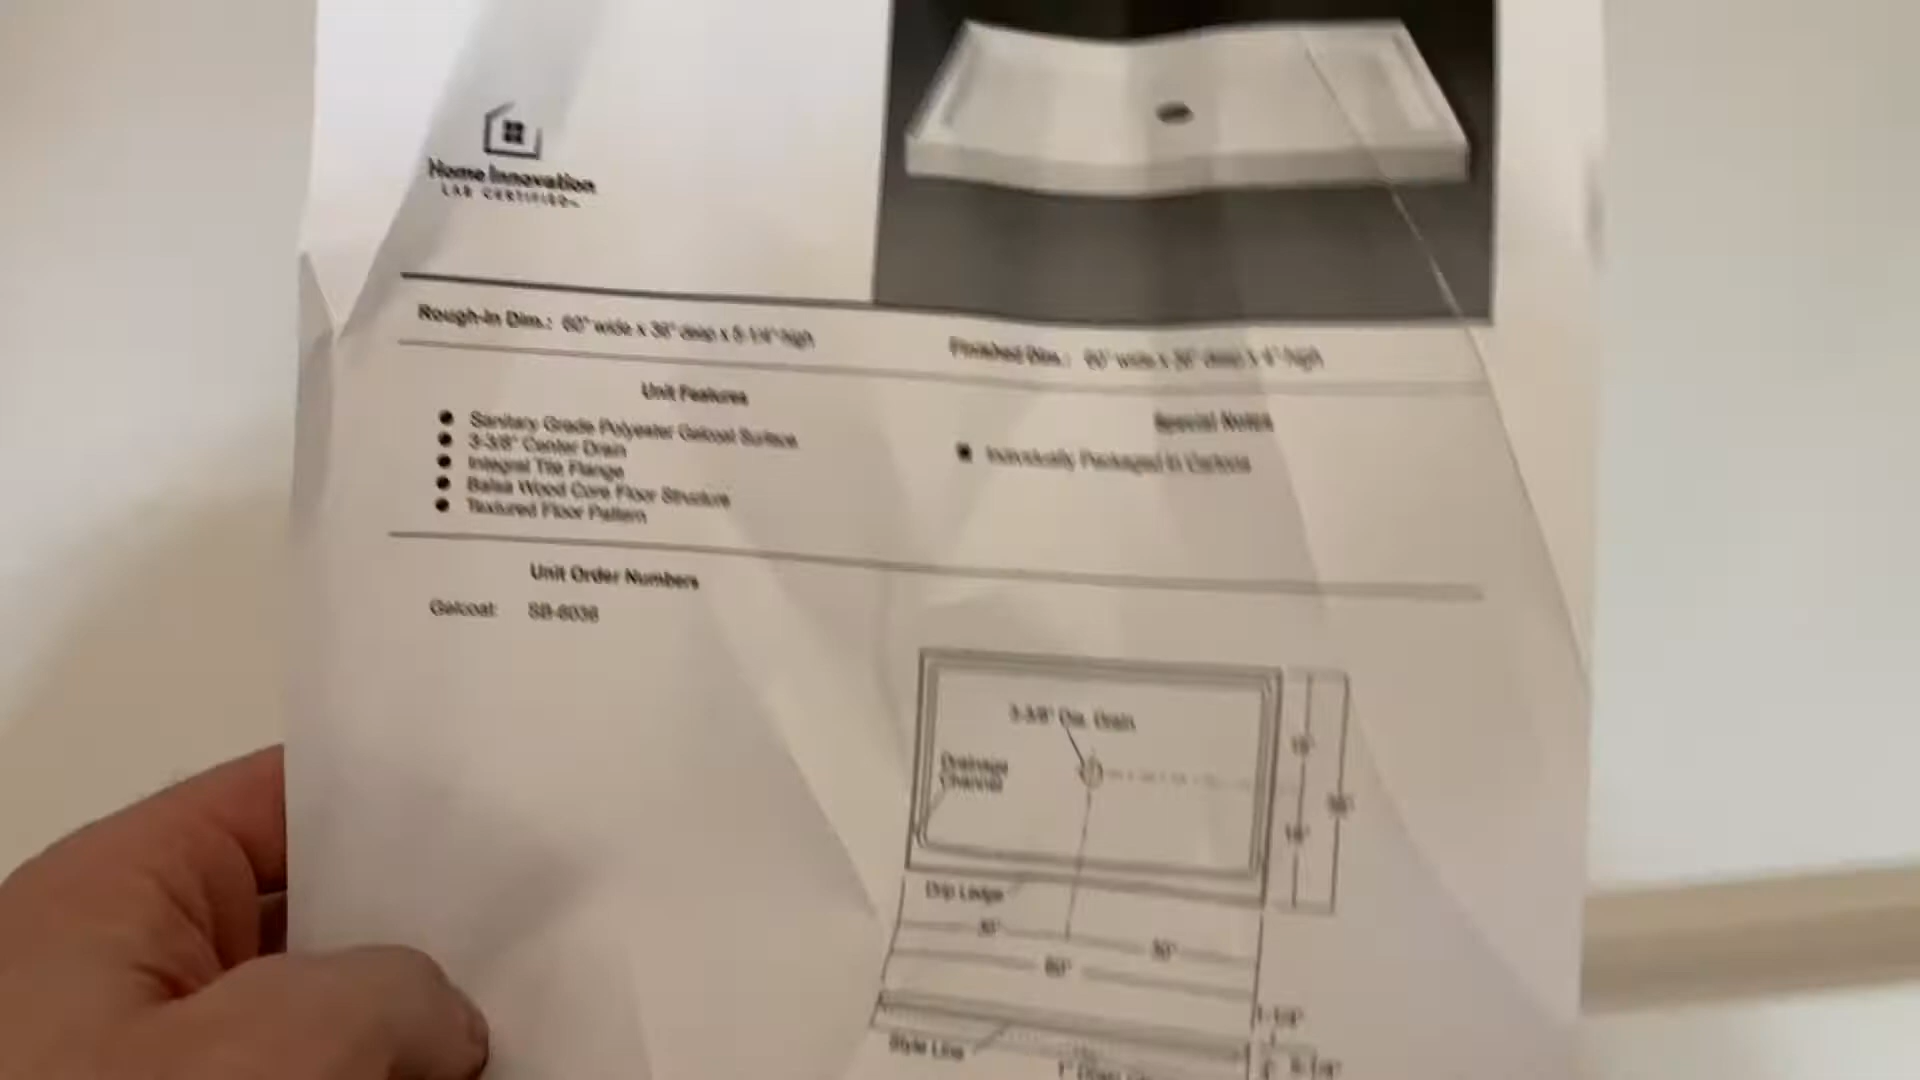 Home Innovation
LAB CERTIFIED™
Rough-In Dim.: 60" wide x 36" deep x 5-1/4" high
Finished Dim.: 60" wide x 36" deep x 4" high
Unit Features
Sanitary Grade Polyester Gelcoat Surface
3-3/8" Center Drain
Integral Tile Flange
Balsa Wood Core Floor Structure
Textured Floor Pattern
Special Notes
Individually Packaged in Cartons
Unit Order Numbers
Gelcoat: SB-6036
3-3/8" Dia. Drain
Drainage
Channel
18"
36"
18"
Drip Ledge
30"
30"
60"
1-1/4"
Style Line
5-1/4"